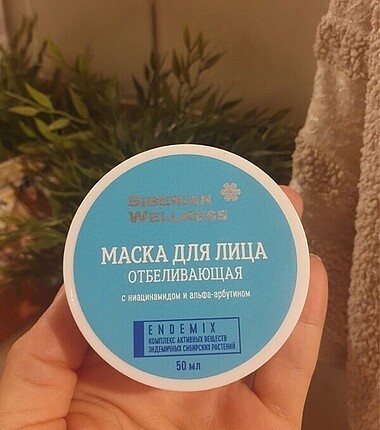 SIBERIAN
WELLNESS
МАСКА ДЛЯ ЛИЦА
ОТБЕЛИВАЮЩАЯ
с ниацинамидом и альфа-арбутином
ENDEMIX
КОМПЛЕКС АКТИВНЫХ ВЕЩЕСТВ
ЭНДЕМИЧНЫХ СИБИРСКИХ РАСТЕНИЙ
50 мл